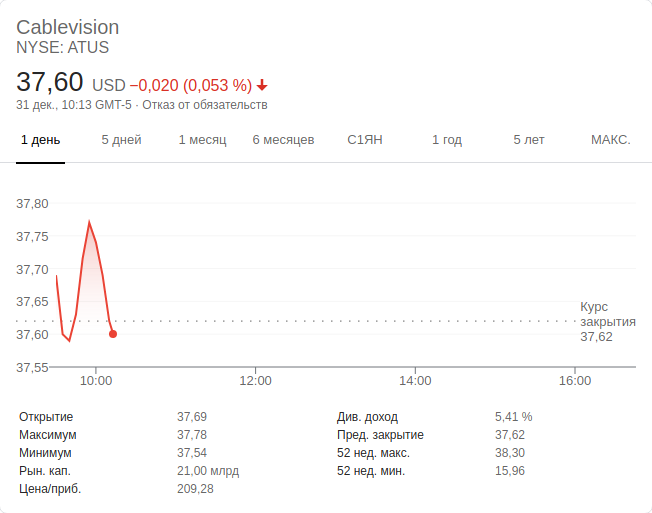 Cablevision
NYSE: ATUS
37,60 USD −0,020 (0,053 %)
31 дек., 10:13 GMT-5 · Отказ от обязательств
1 день 5 дней 1 месяц 6 месяцев С1ЯН 1 год 5 лет МАКС.
37,80
37,75
37,70
37,65
37,60
37,55
Курс
закрытия
37,62
10:00 12:00 14:00 16:00
Открытие 37,69 Див. доход 5,41 %
Максимум 37,78 Пред. закрытие 37,62
Минимум 37,54 52 нед. макс. 38,30
Рын. кап. 21,00 млрд 52 нед. мин. 15,96
Цена/приб. 209,28